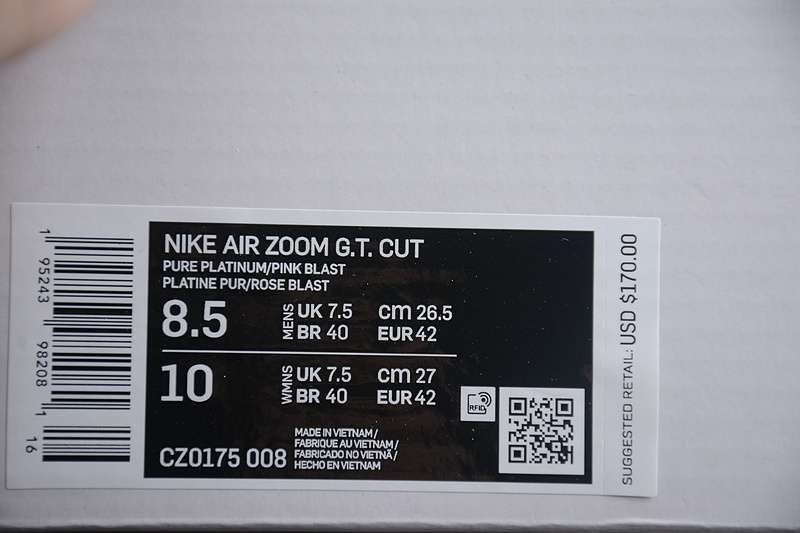 1 95243 98208 1 16
NIKE AIR ZOOM G.T. CUT
PURE PLATINUM/PINK BLAST
PLATINE PUR/ROSE BLAST
8.5 MENS UK 7.5 cm 26.5
BR 40 EUR 42
10 WMNS UK 7.5 cm 27
BR 40 EUR 42
RFID
CZ0175 008
MADE IN VIETNAM /
FABRIQUE AU VIETNAM /
FABRICADO NO VIETNÃ /
HECHO EN VIETNAM
SUGGESTED RETAIL: USD $170.00